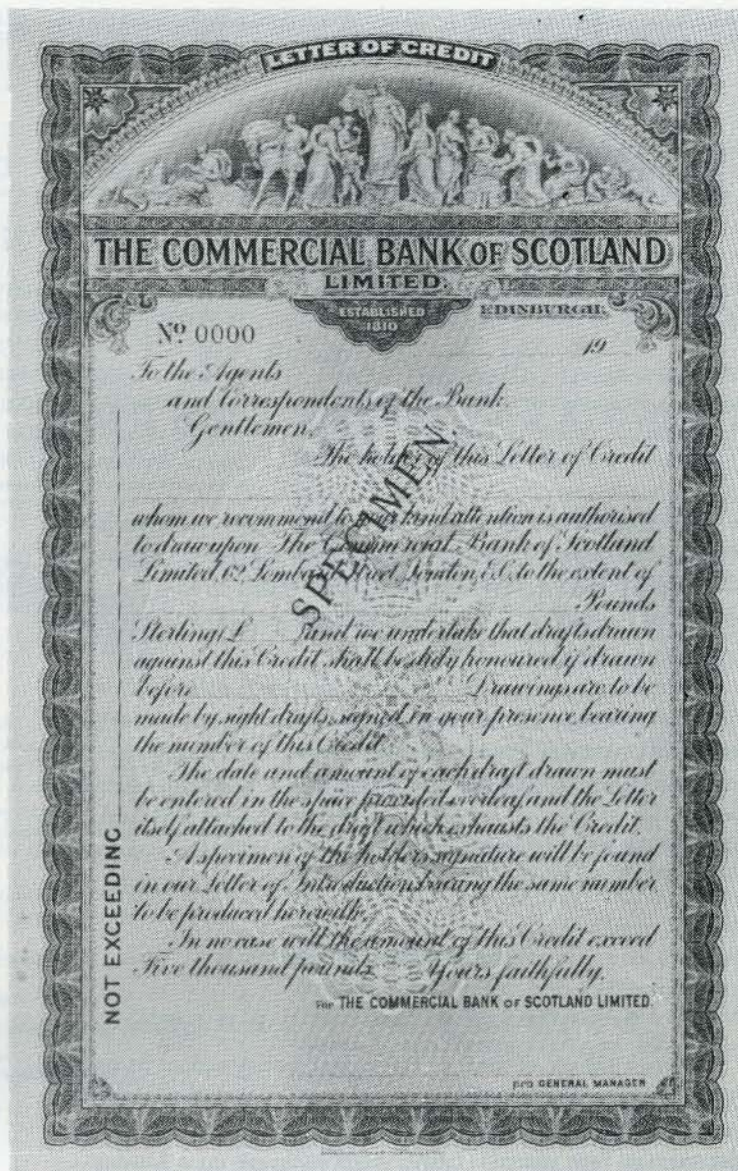 LETTER OF CREDIT
THE COMMERCIAL BANK OF SCOTLAND
LIMITED.
ESTABLISHED
1810
EDINBURGH,
Nº 0000
19
To the Agents
and Correspondents of the Bank.
Gentlemen,
The holder of this Letter of Credit
whom we recommend to your kind attention is authorised
to draw upon The Commercial Bank of Scotland
Limited, 62 Lombard Street, London, E.C. to the extent of
Pounds
Sterling, £ and we undertake that drafts drawn
against this Credit shall be duly honoured if drawn
before Drawings are to be
made by sight drafts, signed in your presence bearing
the number of this Credit.
The date and amount of each draft drawn must
be entered in the space provided overleaf and the Letter
itself attached to the draft which exhausts the Credit.
A specimen of the holders signature will be found
in our Letter of Introduction bearing the same number
to be produced herewith.
In no case will the amount of this Credit exceed
Five thousand pounds. Yours faithfully,
FOR THE COMMERCIAL BANK OF SCOTLAND LIMITED.
pro GENERAL MANAGER
NOT EXCEEDING
SPECIMEN